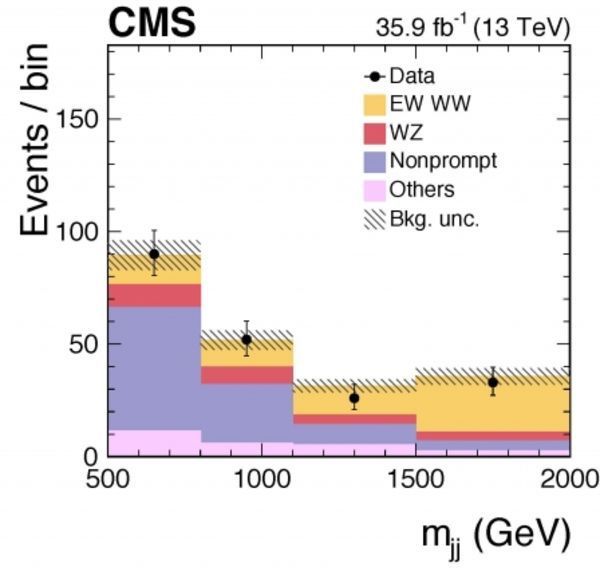 CMS 35.9 fb⁻¹ (13 TeV)
Events / bin
150
100
50
0
Data
EW WW
WZ
Nonprompt
Others
Bkg. unc.
500 1000 1500 2000
m_jj (GeV)